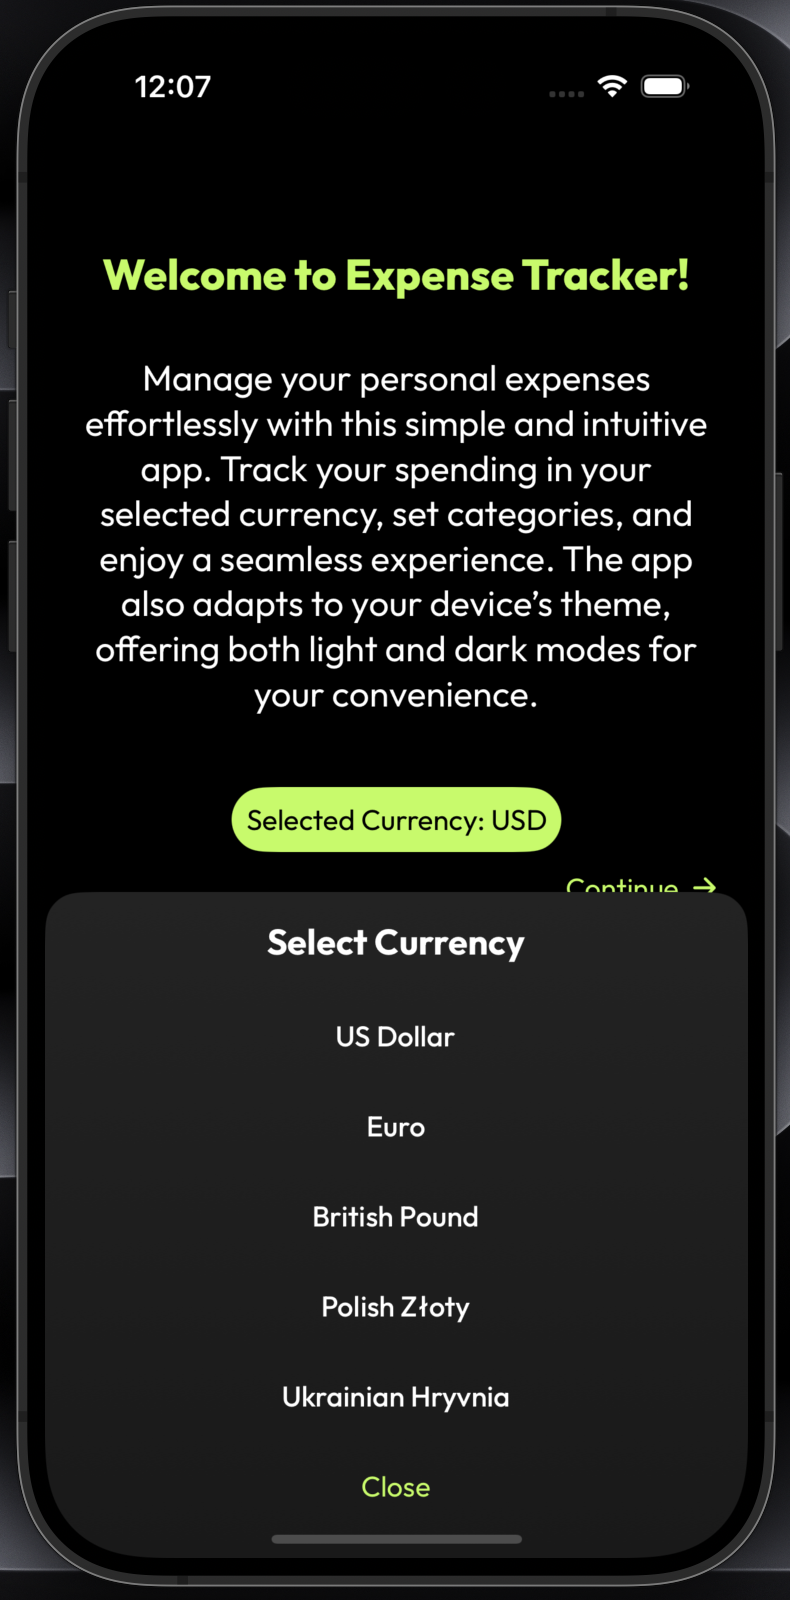 12:07
Welcome to Expense Tracker!
Manage your personal expenses
effortlessly with this simple and intuitive
app. Track your spending in your
selected currency, set categories, and
enjoy a seamless experience. The app
also adapts to your device’s theme,
offering both light and dark modes for
your convenience.
Selected Currency: USD
Continue →
Select Currency
US Dollar
Euro
British Pound
Polish Złoty
Ukrainian Hryvnia
Close